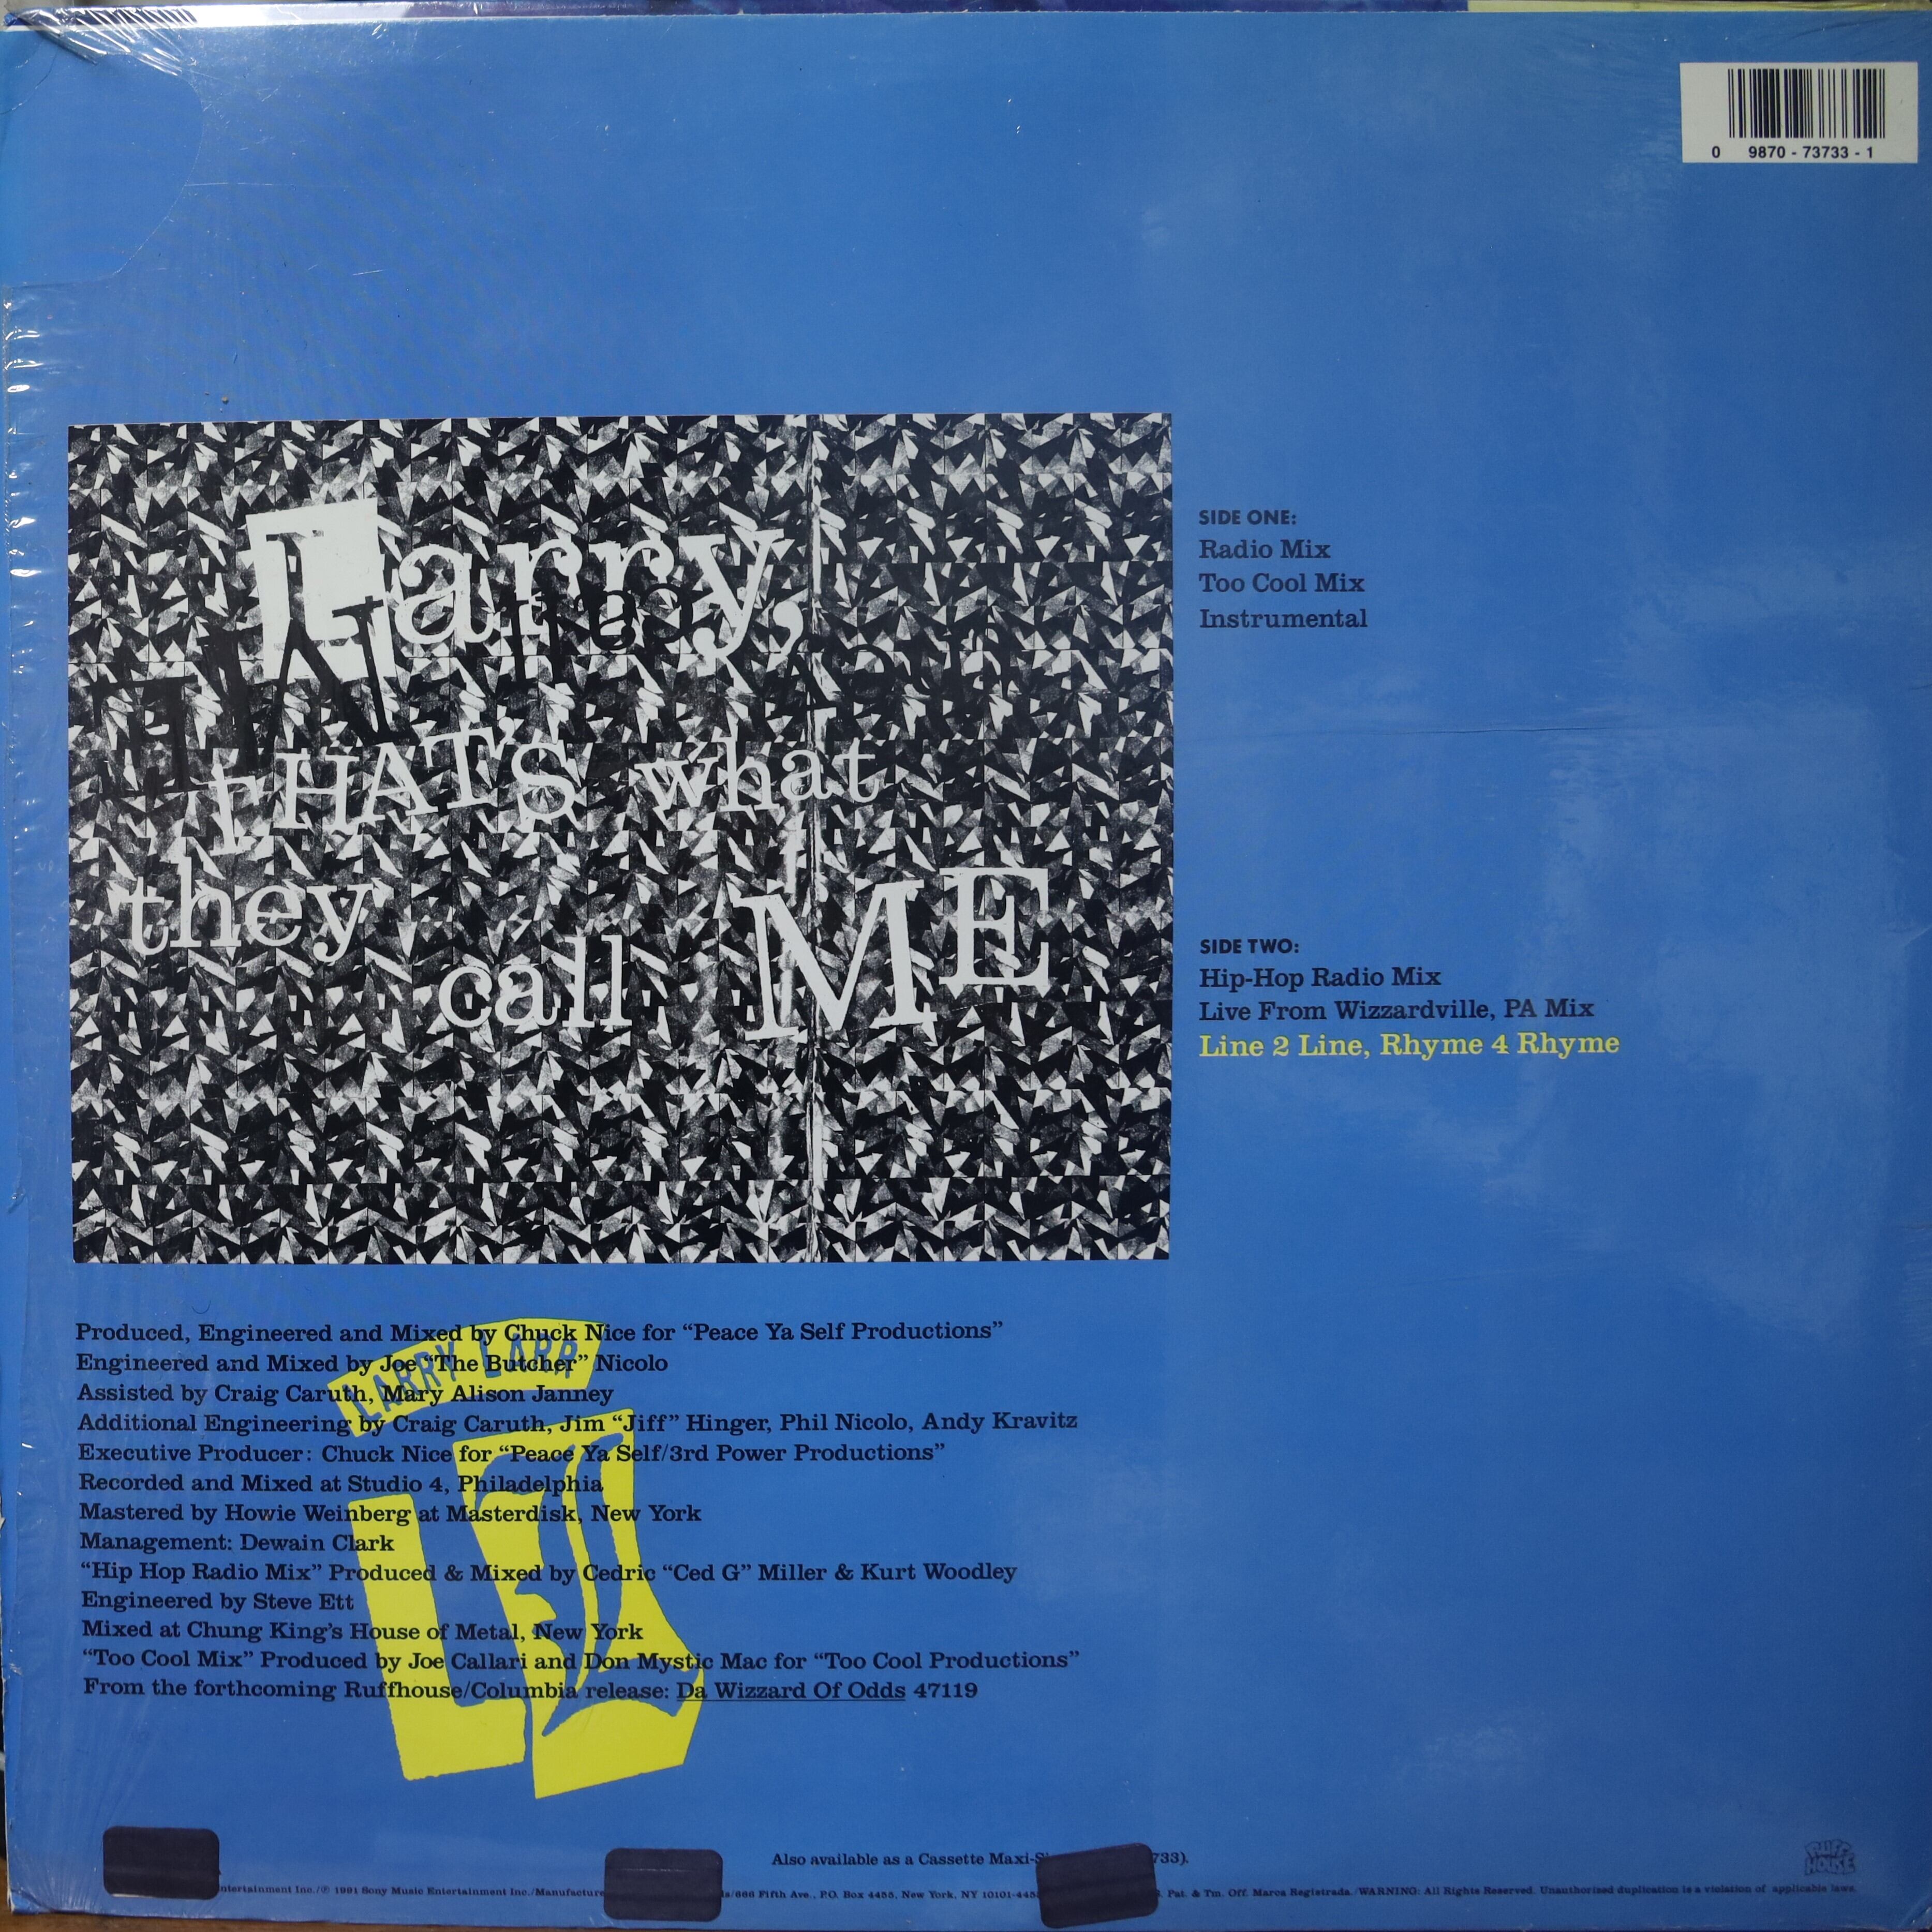 0 9870 - 73733 - 1
Larry,
tHAT'S what
they
call ME
SIDE ONE:
Radio Mix
Too Cool Mix
Instrumental
SIDE TWO:
Hip-Hop Radio Mix
Live From Wizzardville, PA Mix
Line 2 Line, Rhyme 4 Rhyme
LARRY LARR
LL
Produced, Engineered and Mixed by Chuck Nice for “Peace Ya Self Productions”
Engineered and Mixed by Joe “The Butcher” Nicolo
Assisted by Craig Caruth, Mary Alison Janney
Additional Engineering by Craig Caruth, Jim “Jiff” Hinger, Phil Nicolo, Andy Kravitz
Executive Producer: Chuck Nice for “Peace Ya Self/3rd Power Productions”
Recorded and Mixed at Studio 4, Philadelphia
Mastered by Howie Weinberg at Masterdisk, New York
Management: Dewain Clark
“Hip Hop Radio Mix” Produced & Mixed by Cedric “Ced G” Miller & Kurt Woodley
Engineered by Steve Ett
Mixed at Chung King’s House of Metal, New York
“Too Cool Mix” Produced by Joe Callari and Don Mystic Mac for “Too Cool Productions”
From the forthcoming Ruffhouse/Columbia release: Da Wizzard Of Odds 47119
Also available as a Cassette Maxi-Si 733).
RUFF HOUSE
ntertainment Inc./℗ 1991 Sony Music Entertainment Inc./Manufacture ls/666 Fifth Ave., P.O. Box 4455, New York, NY 10101-445 Pat. & Tm. Off. Marca Registrada./WARNING: All Rights Reserved. Unauthorized duplication is a violation of applicable laws.